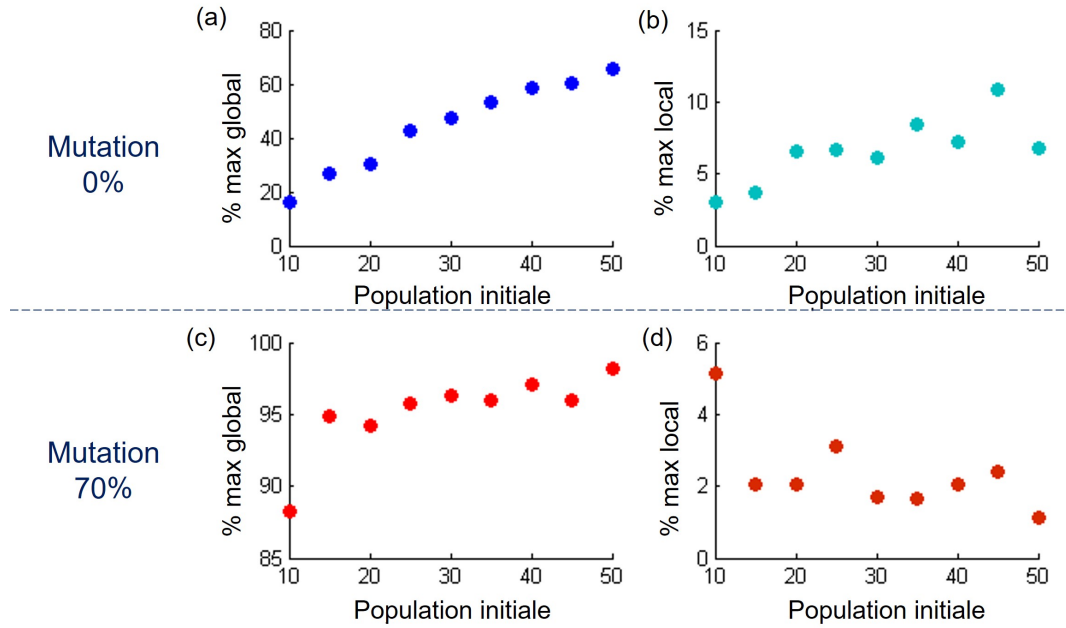 (a)
80
60
40
20
0
% max global
10 20 30 40 50
Population initiale
(b)
15
10
5
0
% max local
10 20 30 40 50
Population initiale
Mutation
0%
(c)
100
95
90
85
% max global
10 20 30 40 50
Population initiale
(d)
6
4
2
0
% max local
10 20 30 40 50
Population initiale
Mutation
70%